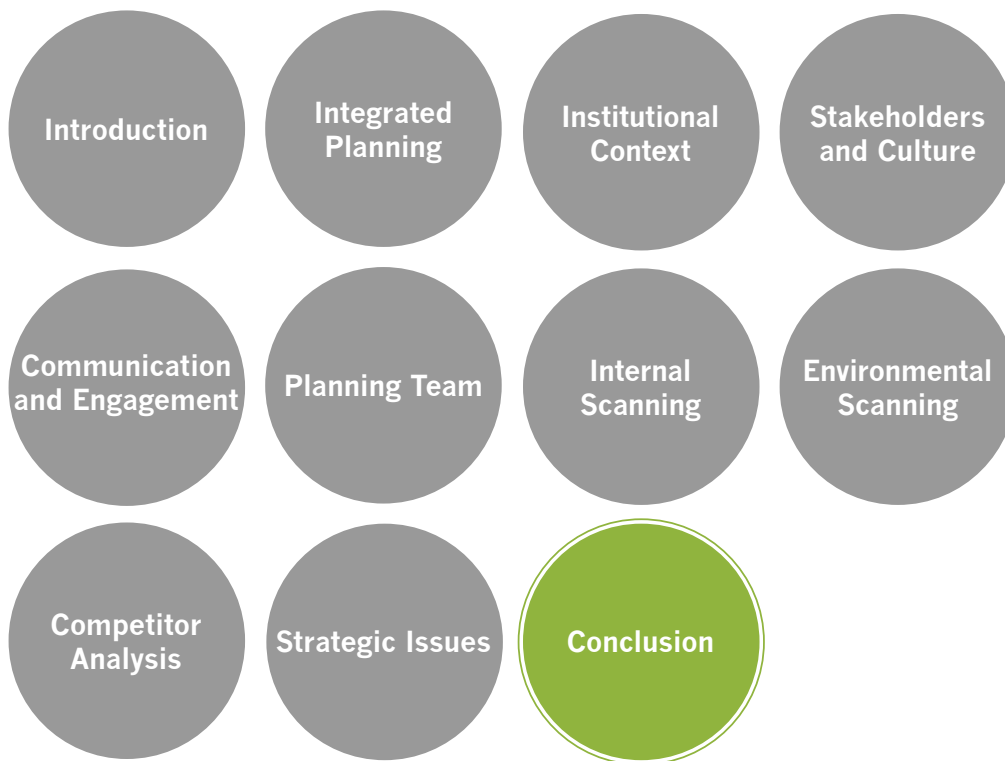 Introduction
Integrated
Planning
Institutional
Context
Stakeholders
and Culture
Communication
and Engagement
Planning Team
Internal
Scanning
Environmental
Scanning
Competitor
Analysis
Strategic Issues
Conclusion